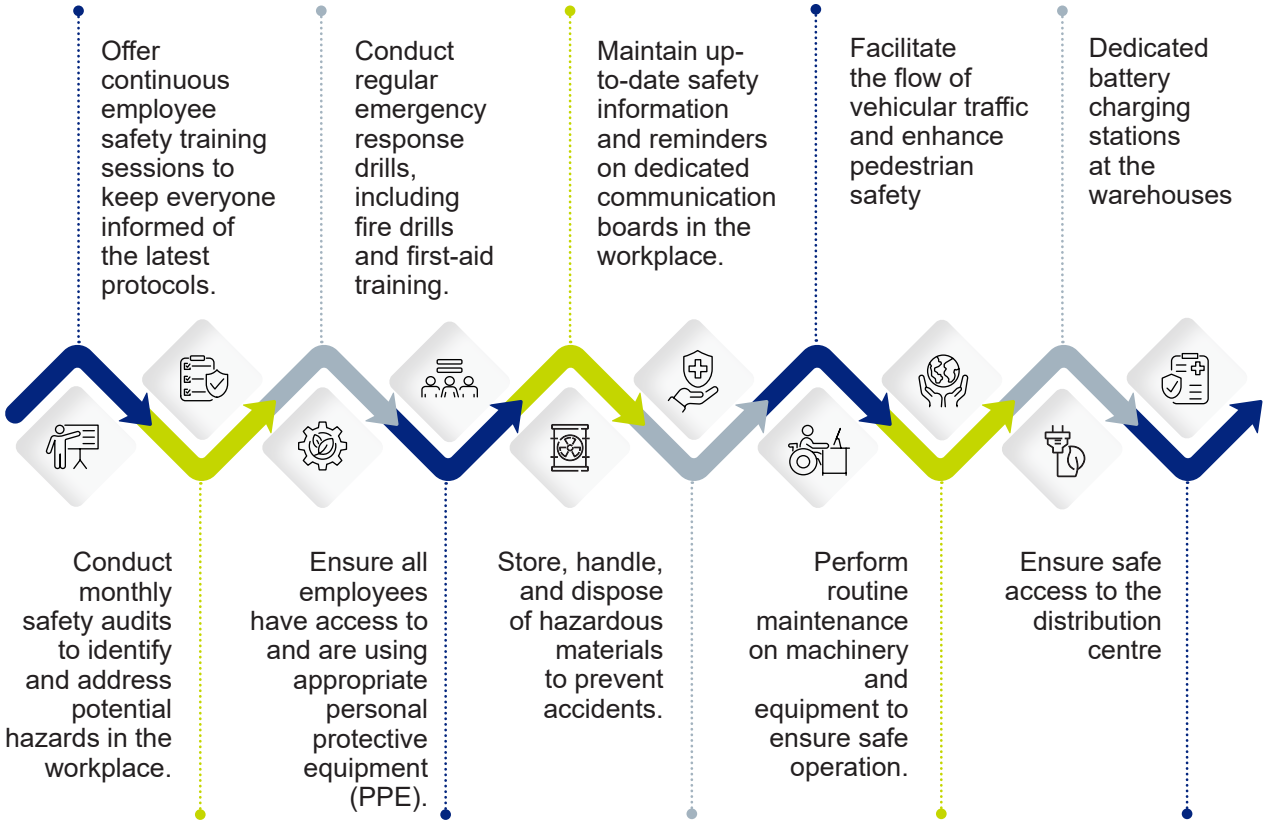 Offer
continuous
employee
safety training
sessions to
keep everyone
informed of
the latest
protocols.
Conduct
regular
emergency
response
drills,
including
fire drills
and first-aid
training.
Maintain up-
to-date safety
information
and reminders
on dedicated
communication
boards in the
workplace.
Facilitate
the flow of
vehicular traffic
and enhance
pedestrian
safety
Dedicated
battery
charging
stations
at the
warehouses
Conduct
monthly
safety audits
to identify
and address
potential
hazards in the
workplace.
Ensure all
employees
have access to
and are using
appropriate
personal
protective
equipment
(PPE).
Store, handle,
and dispose
of hazardous
materials
to prevent
accidents.
Perform
routine
maintenance
on machinery
and
equipment to
ensure safe
operation.
Ensure safe
access to the
distribution
centre